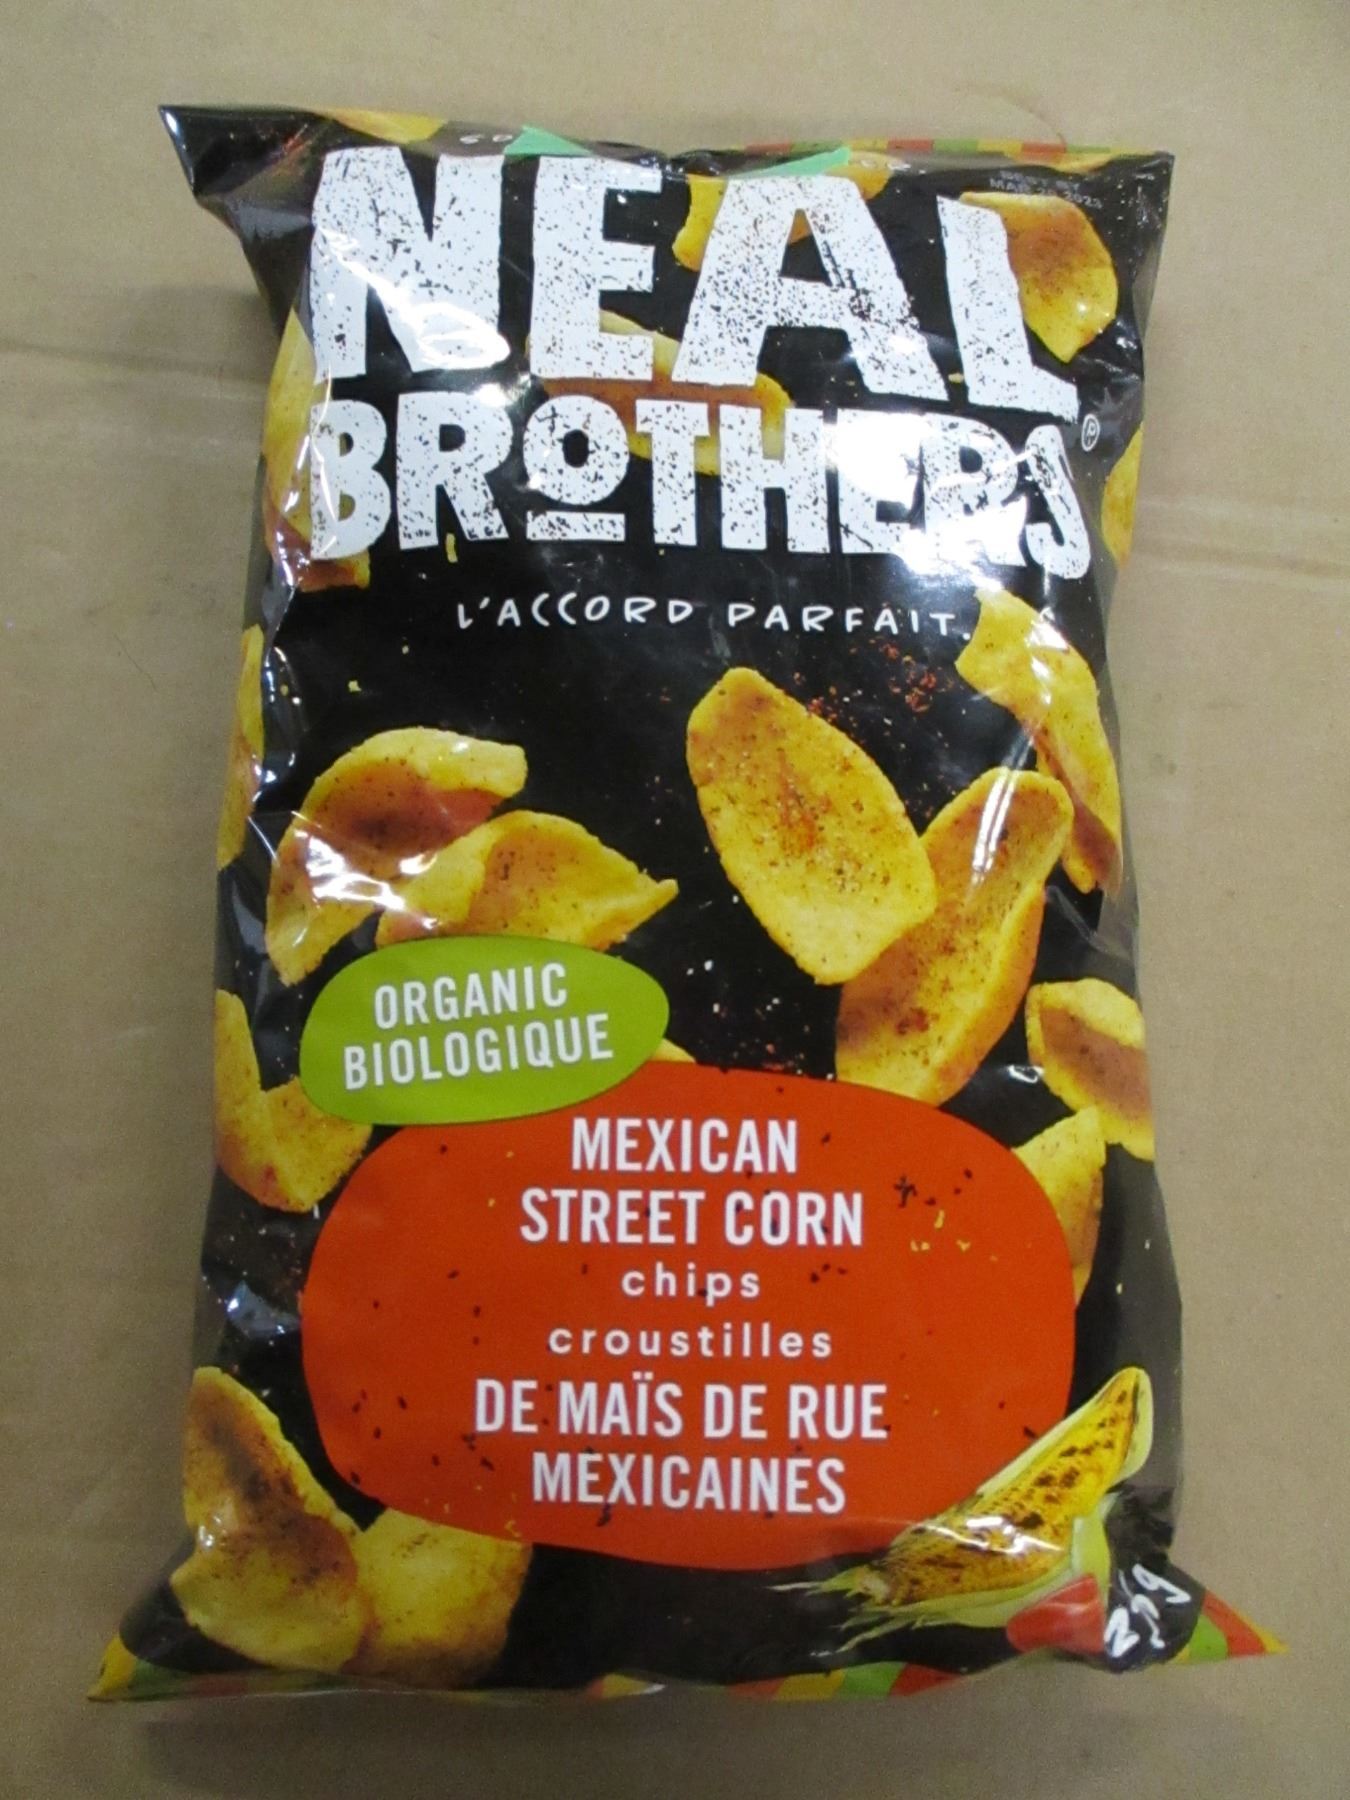 NEAL
BROTHERS®
L'ACCORD PARFAIT.
ORGANIC
BIOLOGIQUE
MEXICAN
STREET CORN
chips
croustilles
DE MAÏS DE RUE
MEXICAINES